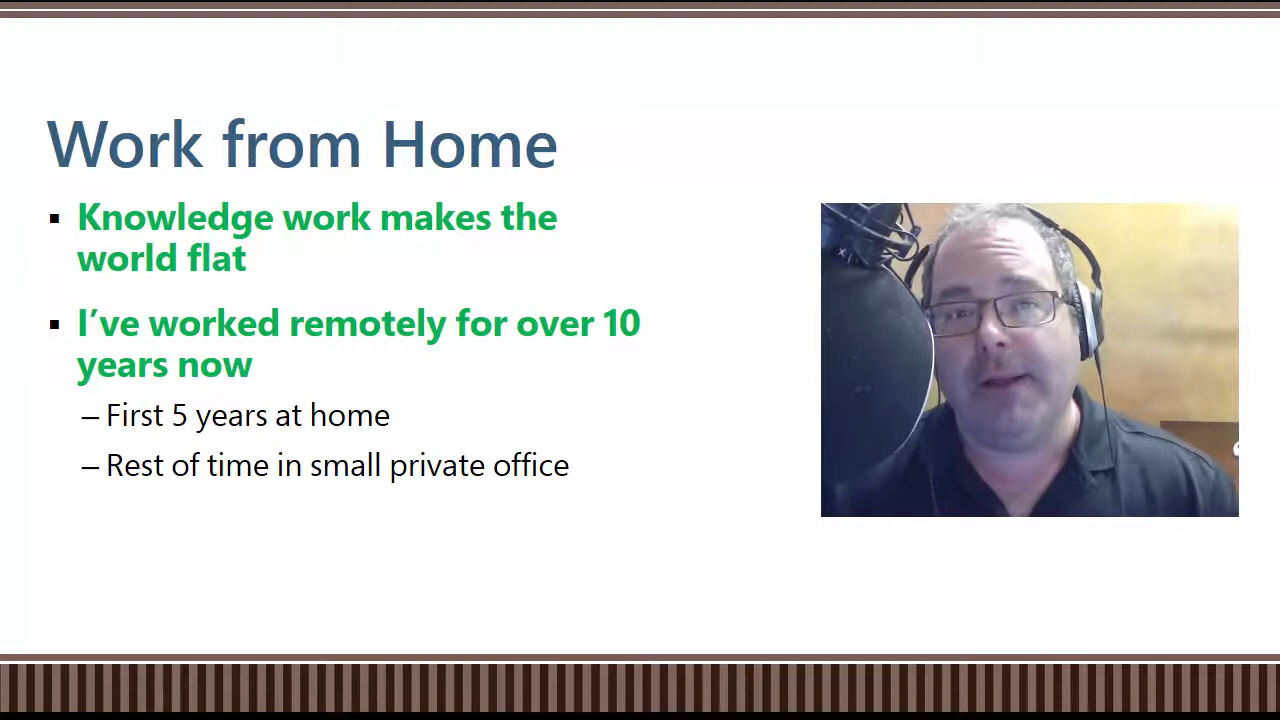 Work from Home
▪ Knowledge work makes the
world flat
▪ I’ve worked remotely for over 10
years now
– First 5 years at home
– Rest of time in small private office